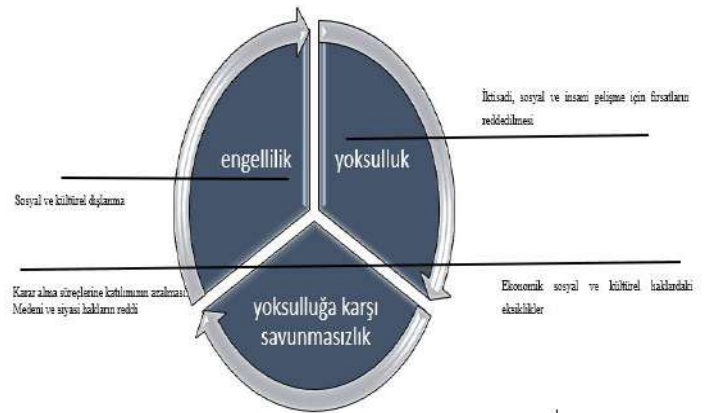 İktisadi, sosyal ve insani gelişme için fırsatların
reddedilmesi
engellilik
yoksulluk
Sosyal ve kültürel dışlanma
Karar alma süreçlerine katılımının azalması,
Medeni ve siyasi hakların reddi
Ekonomik sosyal ve kültürel haklardaki
eksiklikler
yoksulluğa karşı
savunmasızlık